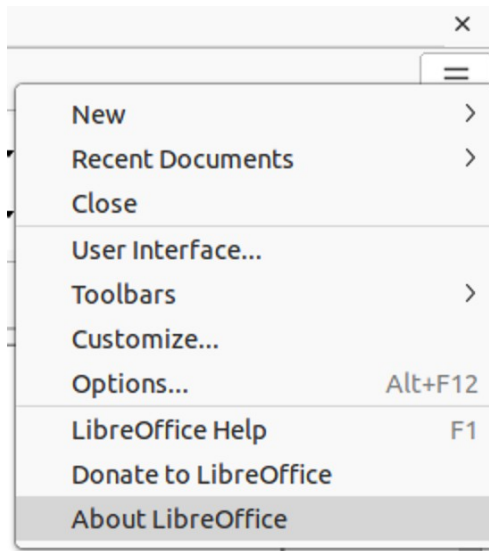 New
Recent Documents
Close
User Interface...
Toolbars
Customize...
Options... Alt+F12
LibreOffice Help F1
Donate to LibreOffice
About LibreOffice